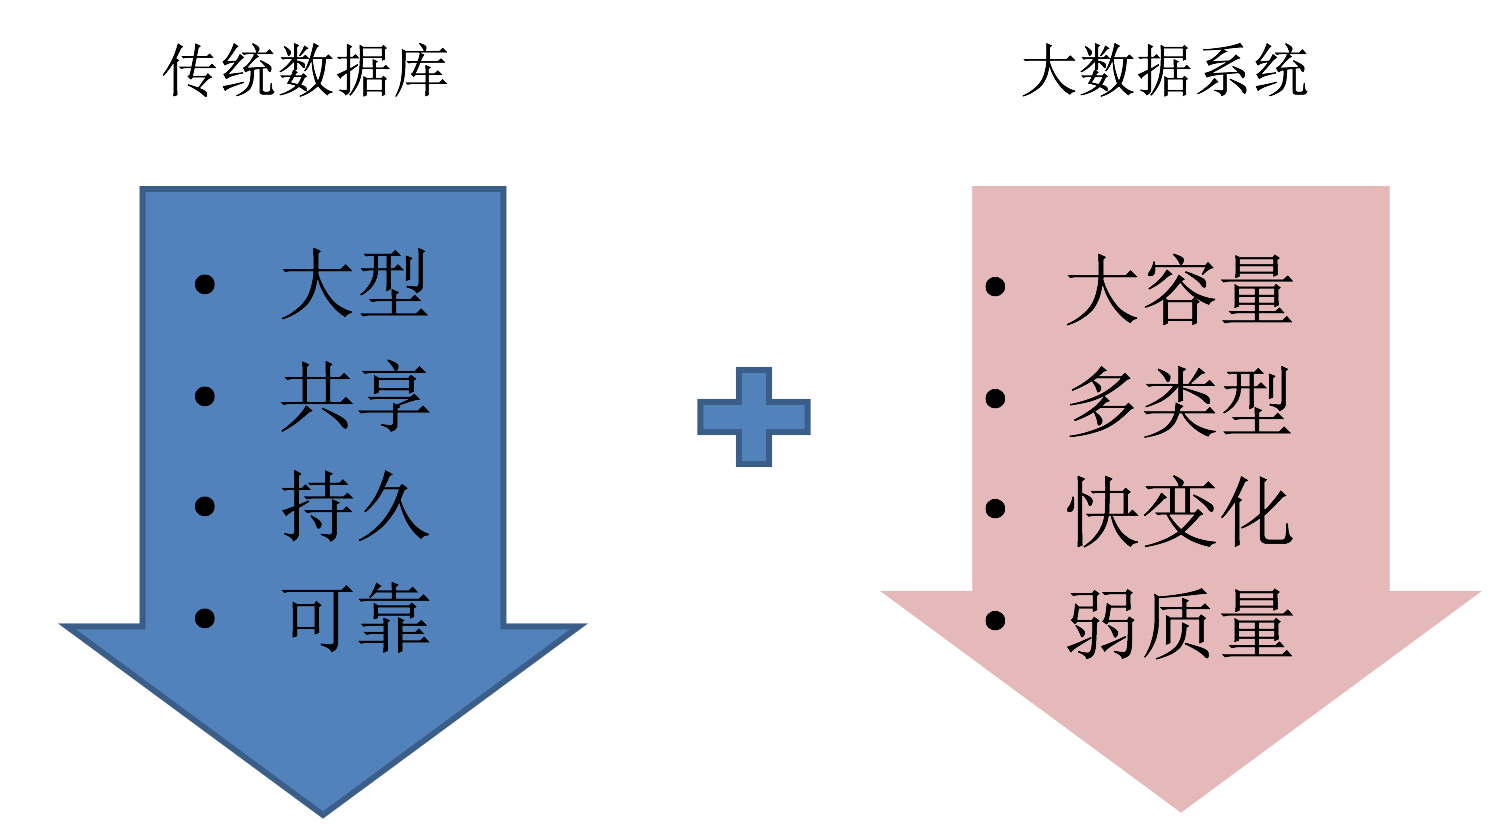 传统数据库
大数据系统
• 大型
• 共享
• 持久
• 可靠
• 大容量
• 多类型
• 快变化
• 弱质量